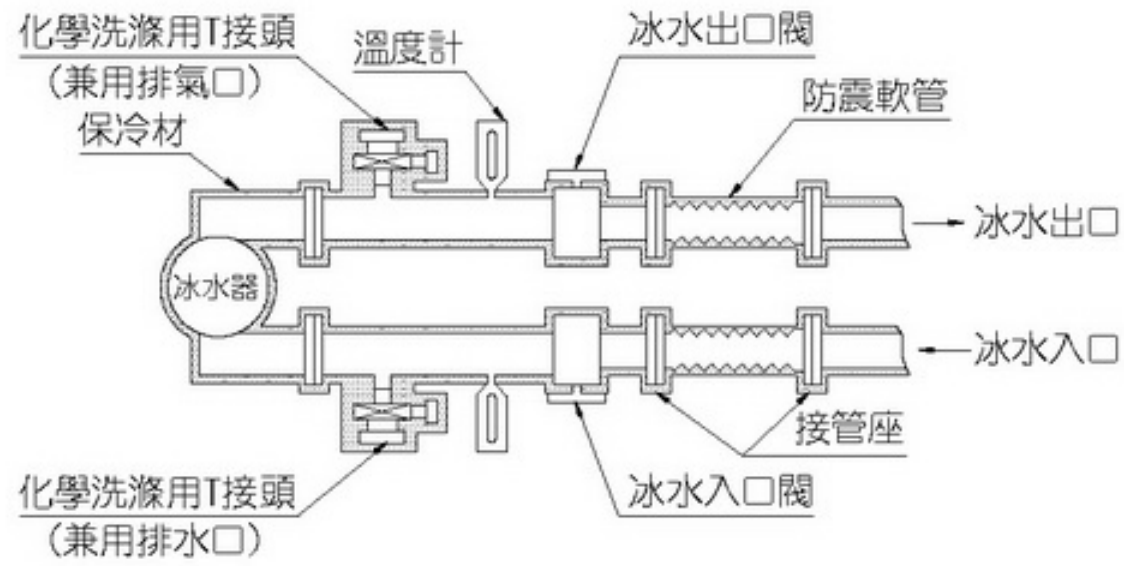 化學洗滌用T接頭
（兼用排氣口）
保冷材
溫度計
冰水出口閥
防震軟管
冰水出口
冰水器
冰水入口
接管座
冰水入口閥
化學洗滌用T接頭
（兼用排水口）